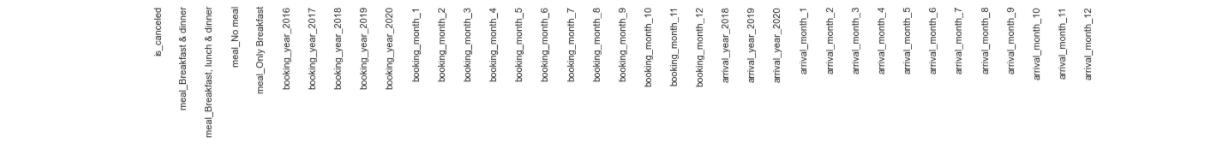 is_canceled
meal_Breakfast & dinner
meal_Breakfast, lunch & dinner
meal_No meal
meal_Only Breakfast
booking_year_2016
booking_year_2017
booking_year_2018
booking_year_2019
booking_year_2020
booking_month_1
booking_month_2
booking_month_3
booking_month_4
booking_month_5
booking_month_6
booking_month_7
booking_month_8
booking_month_9
booking_month_10
booking_month_11
booking_month_12
arrival_year_2018
arrival_year_2019
arrival_year_2020
arrival_month_1
arrival_month_2
arrival_month_3
arrival_month_4
arrival_month_5
arrival_month_6
arrival_month_7
arrival_month_8
arrival_month_9
arrival_month_10
arrival_month_11
arrival_month_12